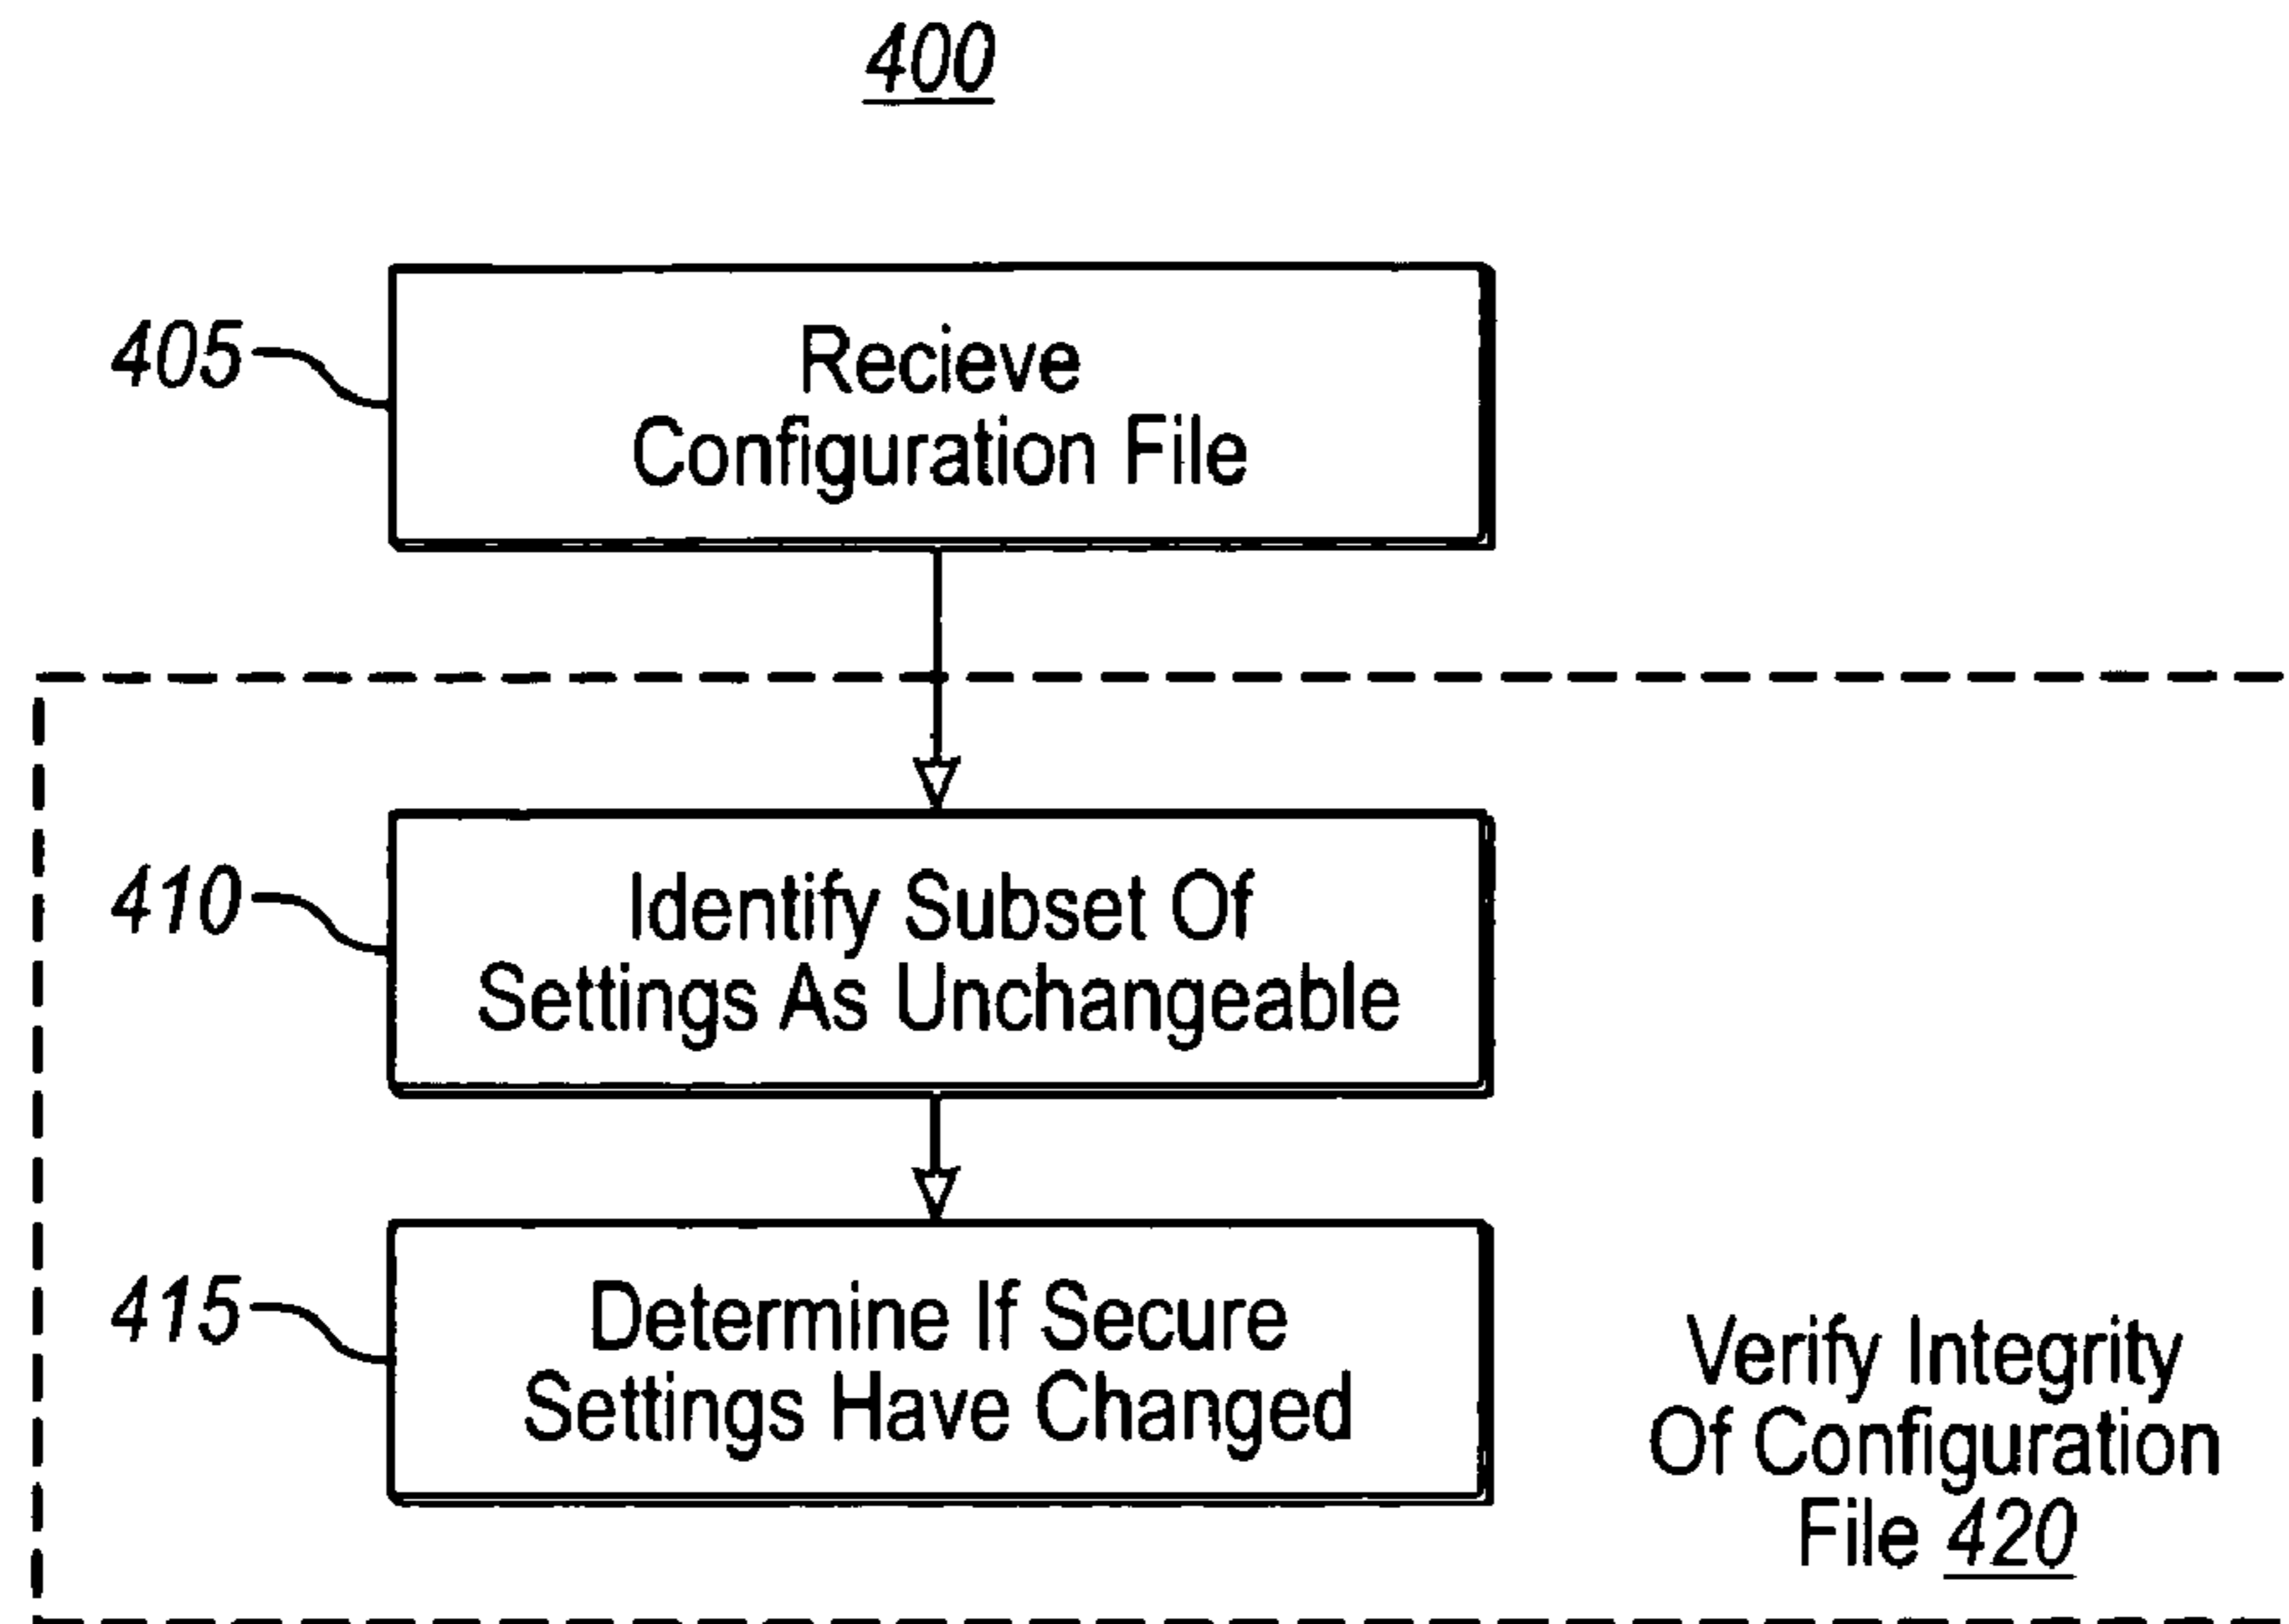 400
405
Recieve
Configuration File
410
Identify Subset Of
Settings As Unchangeable
415
Determine If Secure
Settings Have Changed
Verify Integrity
Of Configuration
File 420